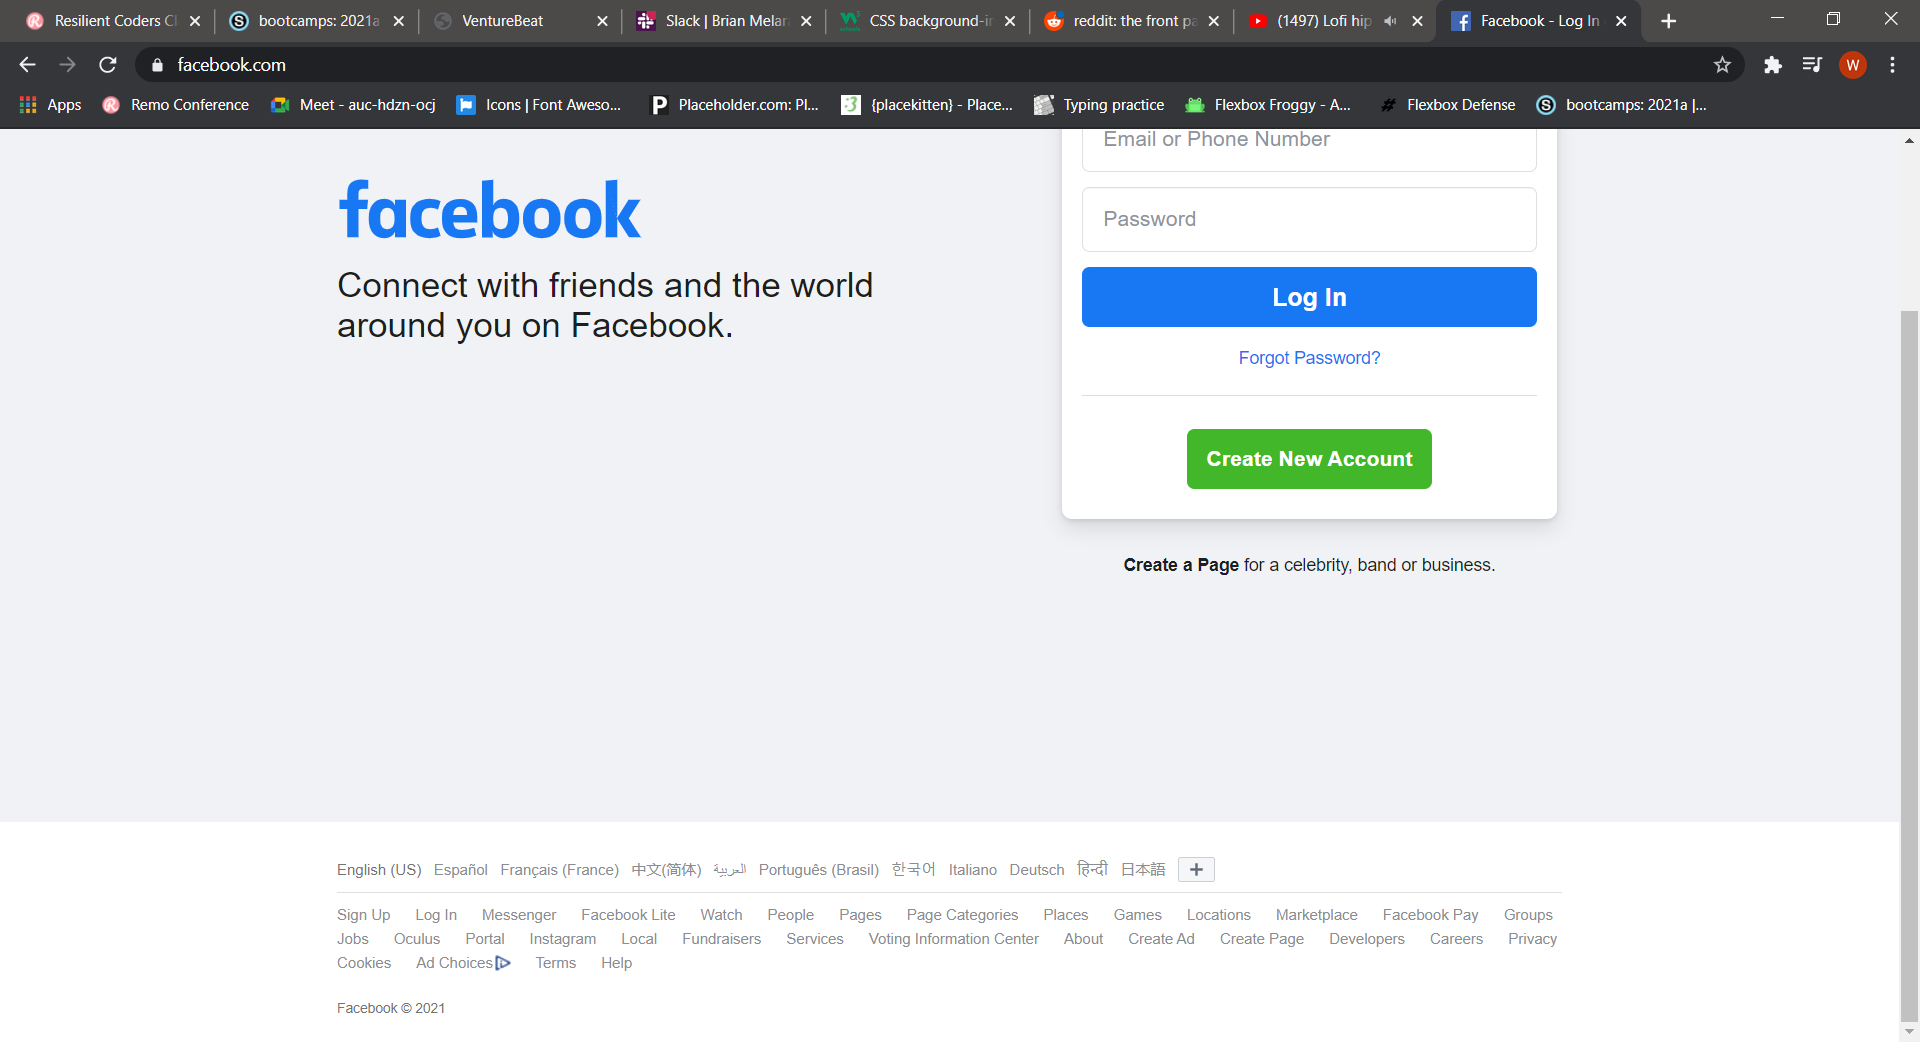 Resilient Coders Cl
bootcamps: 2021a
VentureBeat
Slack | Brian Melar
CSS background-im
reddit: the front pa
(1497) Lofi hip
Facebook - Log In
facebook.com
W
Apps
Remo Conference
Meet - auc-hdzn-ocj
Icons | Font Aweso...
Placeholder.com: Pl...
{placekitten} - Place...
Typing practice
Flexbox Froggy - A...
Flexbox Defense
bootcamps: 2021a |...
facebook
Connect with friends and the world
around you on Facebook.
Email or Phone Number
Password
Log In
Forgot Password?
Create New Account
Create a Page for a celebrity, band or business.
English (US) Español Français (France) 中文(简体) العربية Português (Brasil) 한국어 Italiano Deutsch हिन्दी 日本語 +
Sign Up Log In Messenger Facebook Lite Watch People Pages Page Categories Places Games Locations Marketplace Facebook Pay Groups
Jobs Oculus Portal Instagram Local Fundraisers Services Voting Information Center About Create Ad Create Page Developers Careers Privacy
Cookies Ad Choices Terms Help
Facebook © 2021